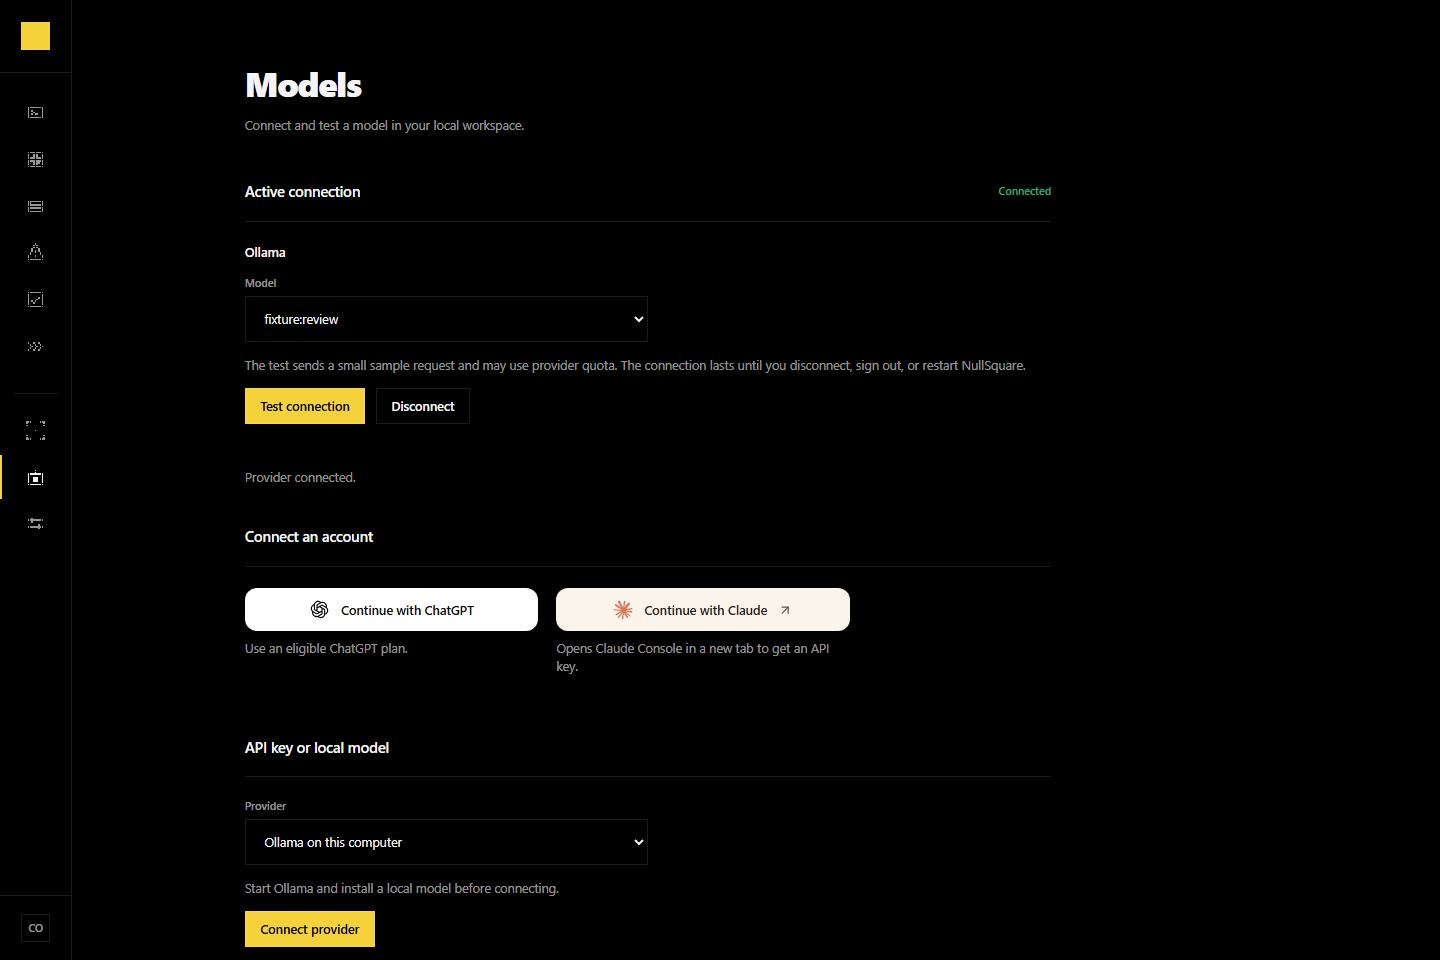 Models
Connect and test a model in your local workspace.
Active connection
Connected
Ollama
Model
fixture:review
The test sends a small sample request and may use provider quota. The connection lasts until you disconnect, sign out, or restart NullSquare.
Test connection
Disconnect
Provider connected.
Connect an account
Continue with ChatGPT
Continue with Claude
Use an eligible ChatGPT plan.
Opens Claude Console in a new tab to get an API
key.
API key or local model
Provider
Ollama on this computer
Start Ollama and install a local model before connecting.
Connect provider
CO